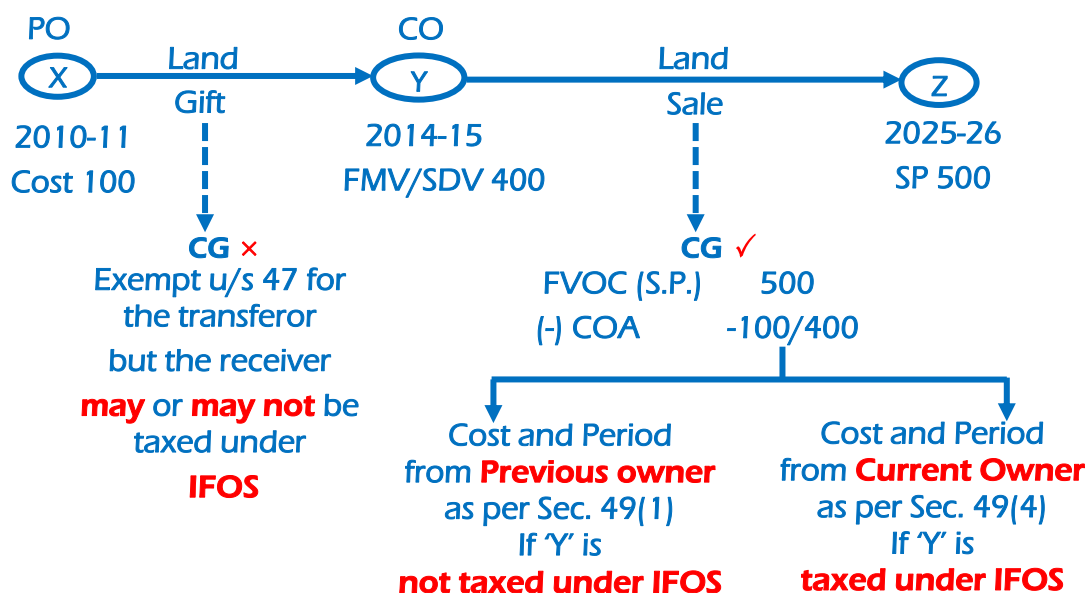 PO
CO
X
Land
Y
Land
Z
Gift
Sale
2010-11
2014-15
2025-26
Cost 100
FMV/SDV 400
SP 500
CG ×
Exempt u/s 47 for
the transferor
but the receiver
may or may not be
taxed under
IFOS
CG ✓
FVOC (S.P.) 500
(-) COA -100/400
Cost and Period
from Previous owner
as per Sec. 49(1)
If ‘Y’ is
not taxed under IFOS
Cost and Period
from Current Owner
as per Sec. 49(4)
If ‘Y’ is
taxed under IFOS